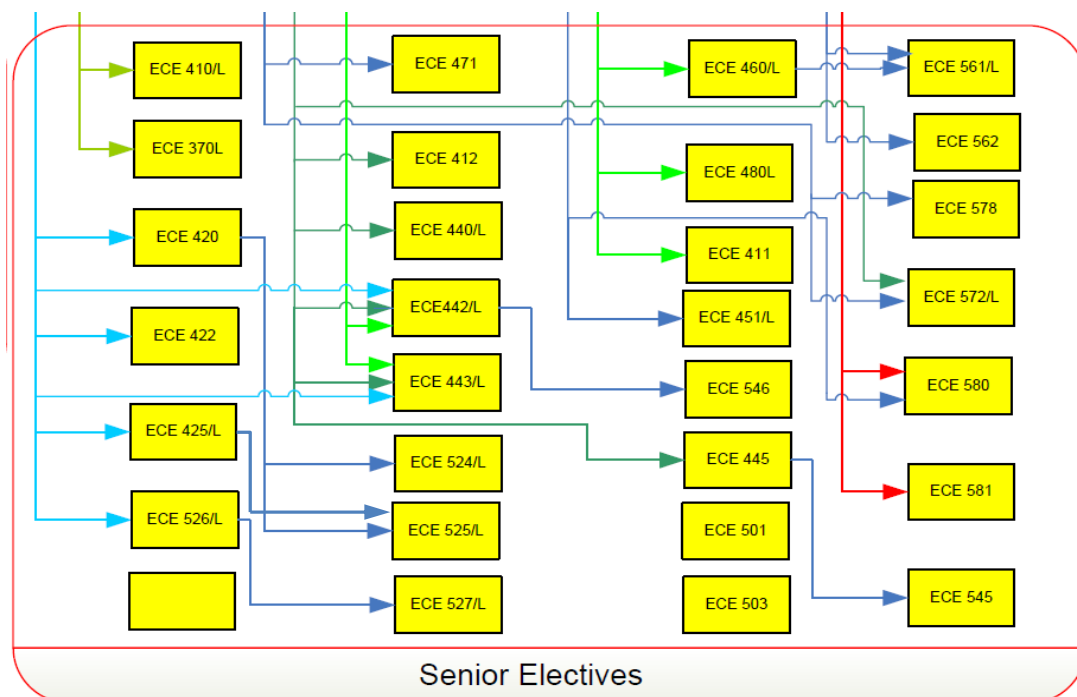 ECE 410/L
ECE 471
ECE 460/L
ECE 561/L
ECE 370L
ECE 412
ECE 480L
ECE 562
ECE 578
ECE 420
ECE 440/L
ECE 411
ECE442/L
ECE 451/L
ECE 572/L
ECE 422
ECE 443/L
ECE 546
ECE 580
ECE 425/L
ECE 524/L
ECE 445
ECE 581
ECE 526/L
ECE 525/L
ECE 501
ECE 527/L
ECE 503
ECE 545
Senior Electives